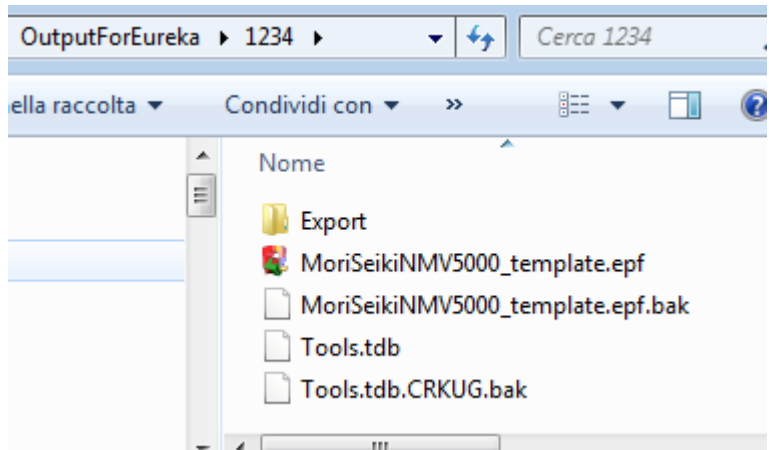 OutputForEureka 1234 Cerca 1234
ella raccolta Condividi con »
Nome
Export
MoriSeikiNMV5000_template.epf
MoriSeikiNMV5000_template.epf.bak
Tools.tdb
Tools.tdb.CRKUG.bak